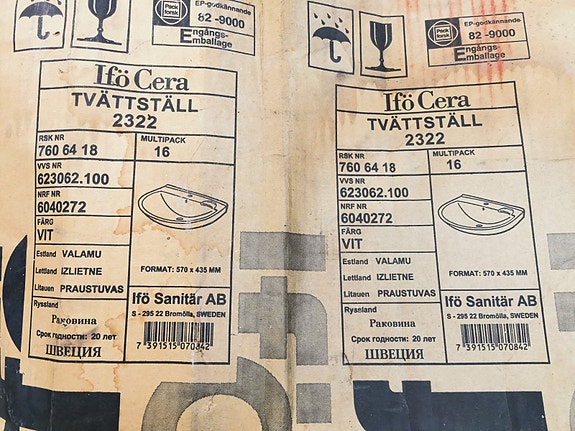 Pack forsk
EP-godkännande
82 -9000
Engångs-
Emballage
Ifö Cera
TVÄTTSTÄLL
2322
RSK NR
760 64 18
MULTIPACK
16
VVS NR
623062.100
NRF NR
6040272
FÄRG
VIT
Estland VALAMU
Lettland IZLIETNE
Litauen PRAUSTUVAS
FORMAT: 570 x 435 MM
Ryssland
Раковина
Срок годности: 20 лет
ШВЕЦИЯ
Ifö Sanitär AB
S - 295 22 Bromölla, SWEDEN
7 391515 070842
Pack forsk
EP-godkännande
82 -9000
Engångs-
Emballage
Ifö Cera
TVÄTTSTÄLL
2322
RSK NR
760 64 18
MULTIPACK
16
VVS NR
623062.100
NRF NR
6040272
FÄRG
VIT
Estland VALAMU
Lettland IZLIETNE
Litauen PRAUSTUVAS
FORMAT: 570 x 435 MM
Ryssland
Раковина
Срок годности: 20 лет
ШВЕЦИЯ
Ifö Sanitär AB
S - 295 22 Bromölla, SWEDEN
7 391515 070842